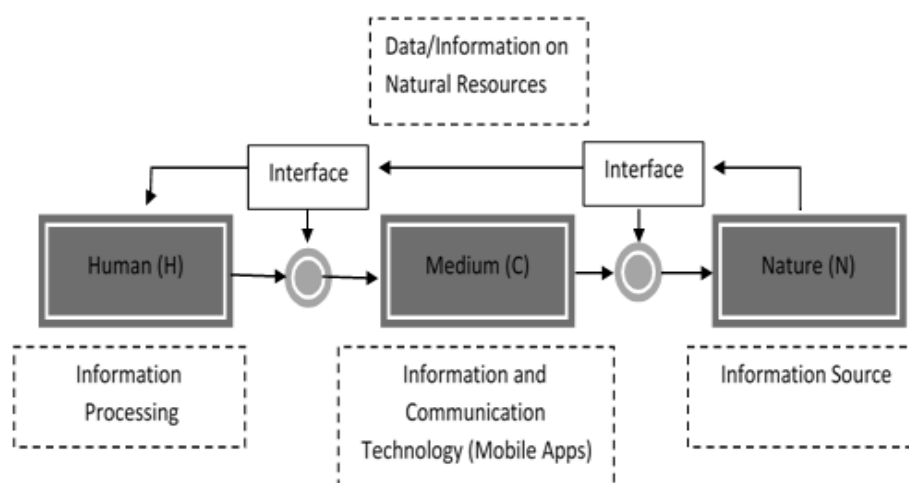 Data/Information on
Natural Resources
Interface
Interface
Human (H)
Medium (C)
Nature (N)
Information
Processing
Information and
Communication
Technology (Mobile Apps)
Information Source